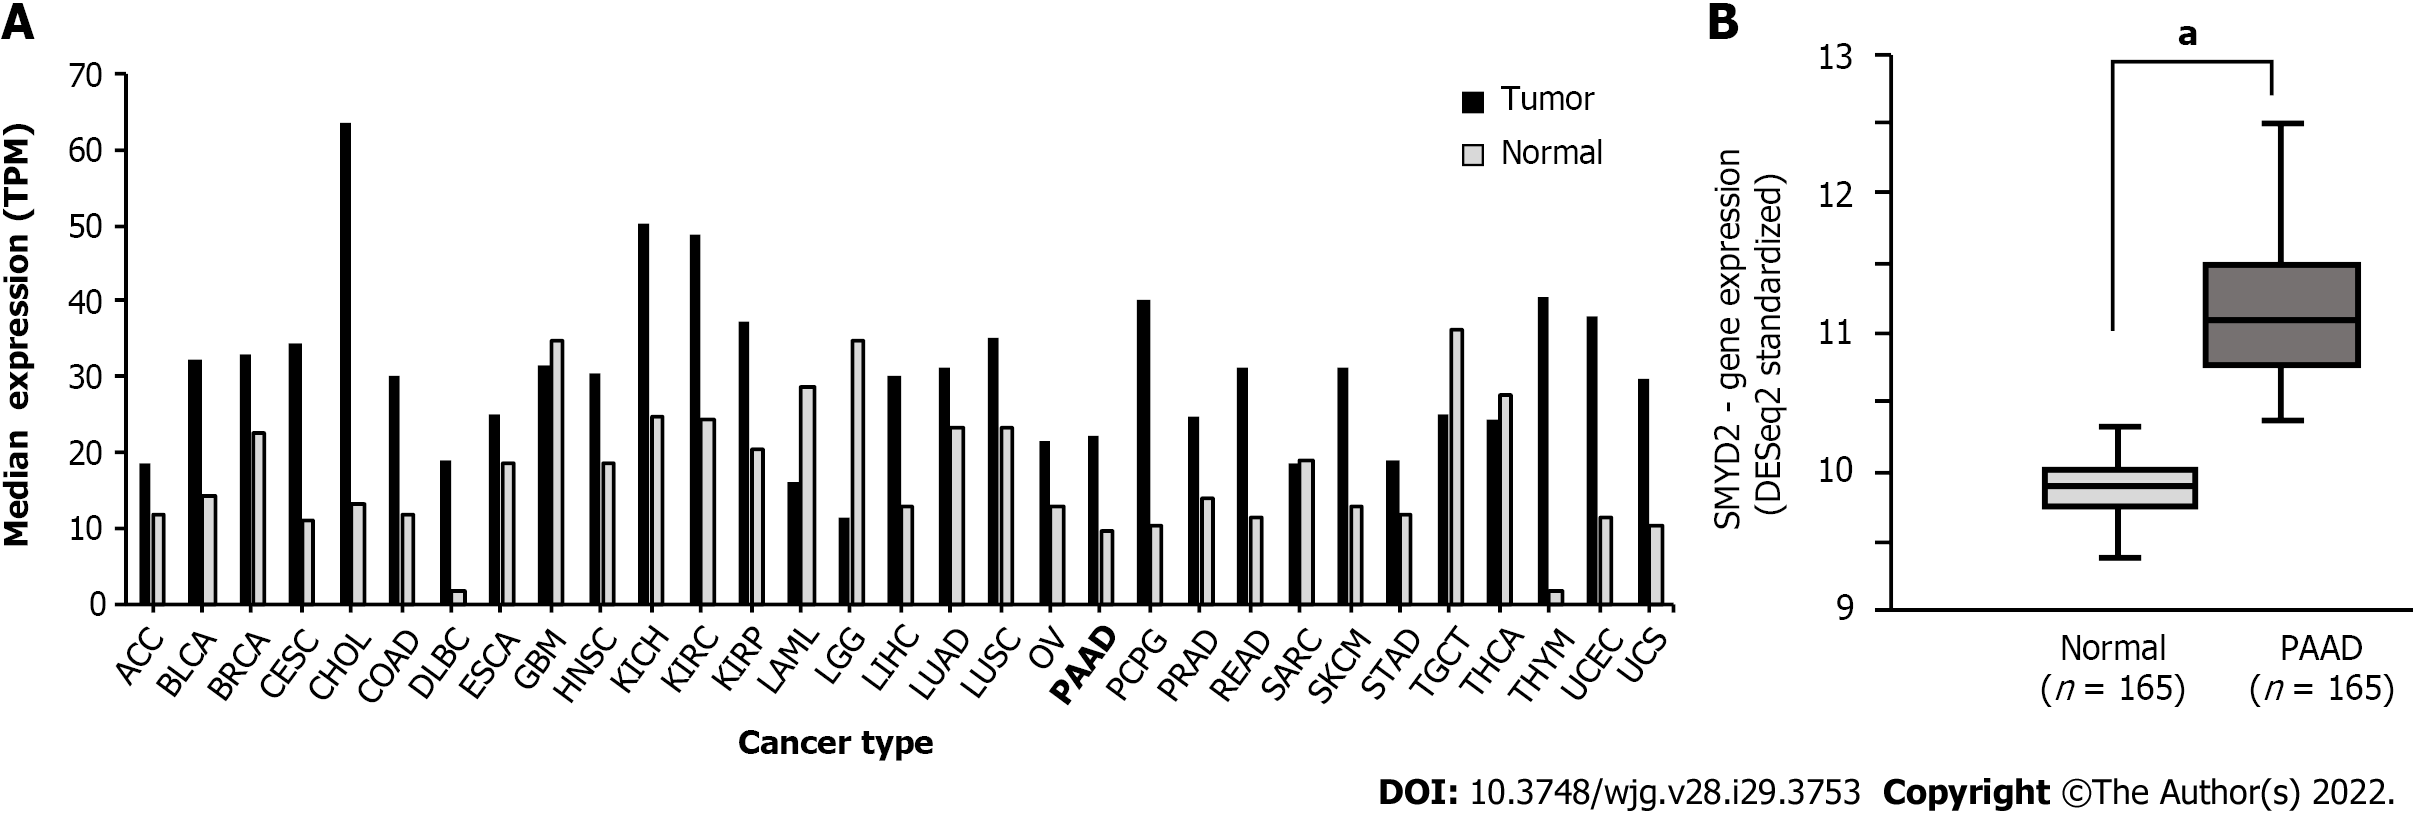 A
Median expression (TPM)
70
60
50
40
30
20
10
0
Tumor
Normal
ACC
BLCA
BRCA
CESC
CHOL
COAD
DLBC
ESCA
GBM
HNSC
KICH
KIRC
KIRP
LAML
LGG
LIHC
LUAD
LUSC
OV
PAAD
PCPG
PRAD
READ
SARC
SKCM
STAD
TGCT
THCA
THYM
UCEC
UCS
Cancer type
B
SMYD2 - gene expression
(DESeq2 standardized)
13
12
11
10
9
a
Normal
(n = 165)
PAAD
(n = 165)
DOI: 10.3748/wjg.v28.i29.3753 Copyright ©The Author(s) 2022.